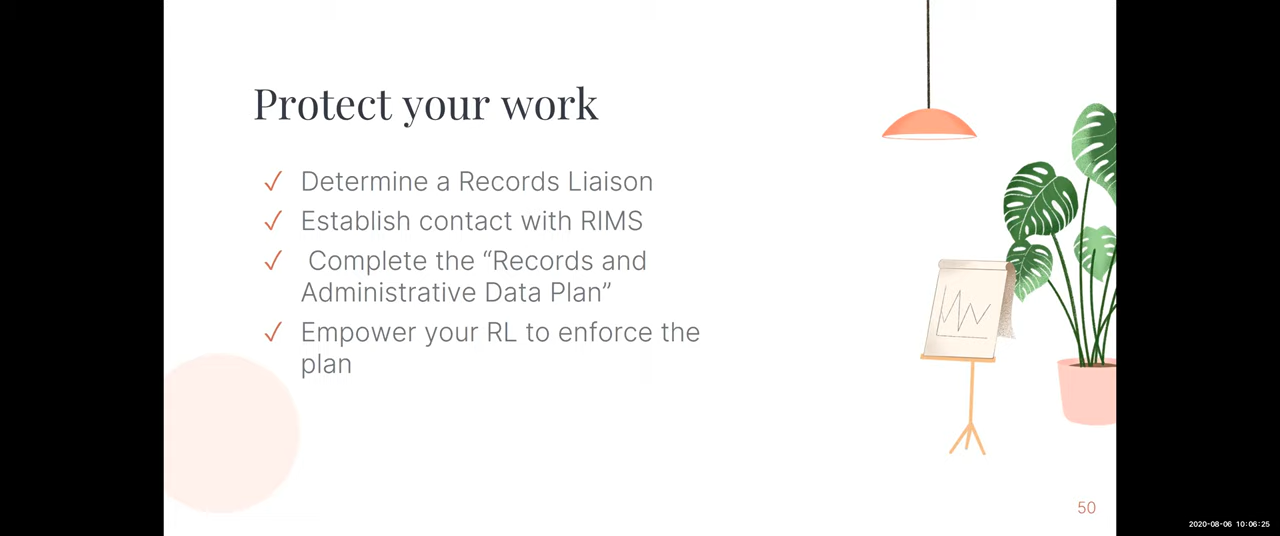 Protect your work
✓ Determine a Records Liaison
✓ Establish contact with RIMS
✓ Complete the “Records and
Administrative Data Plan”
✓ Empower your RL to enforce the
plan
50
2020-08-06 10:06:25